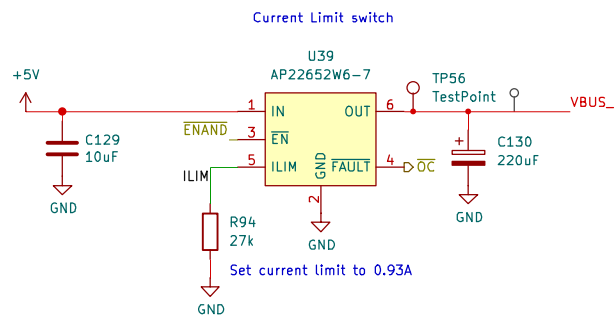 Current Limit switch
U39
AP22652W6-7
+5V
TP56
TestPoint
1
IN
OUT
6
VBUS_
ENAND
3
EN
C129
10uF
C130
220uF
5
ILIM
GND
FAULT
4
OC
ILIM
2
GND
GND
R94
27k
GND
Set current limit to 0.93A
GND